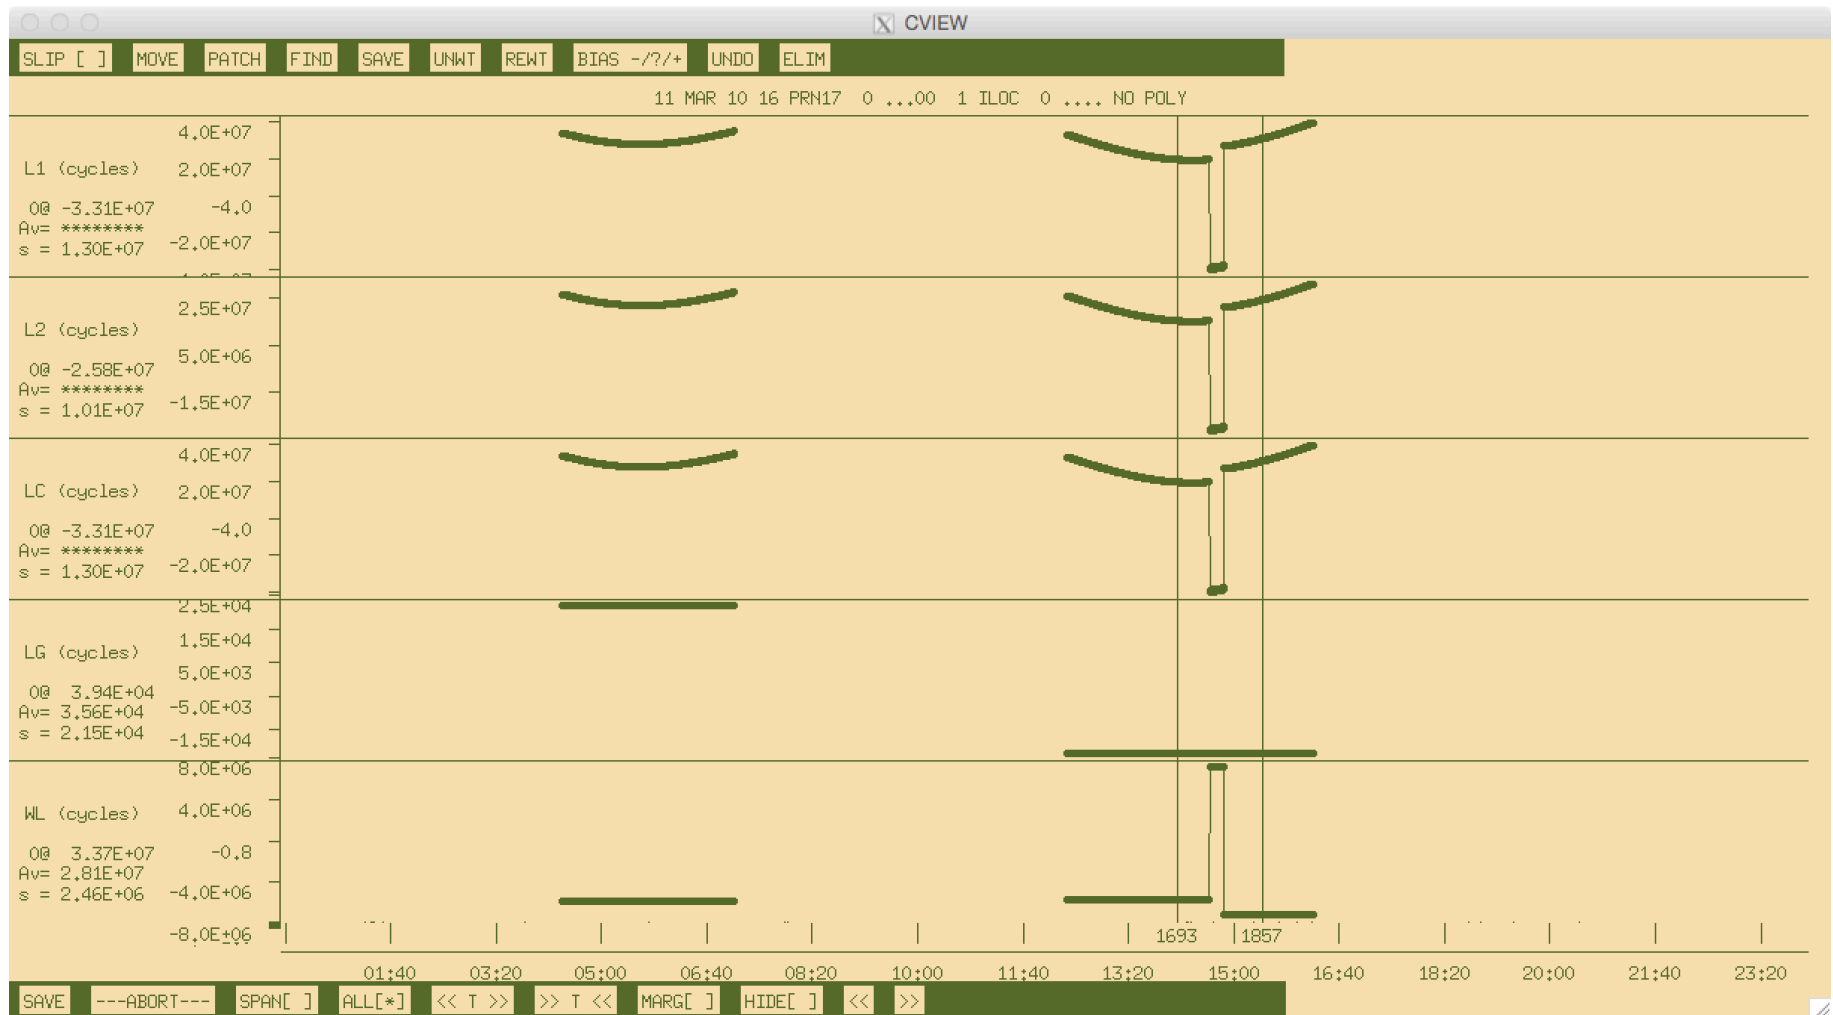 CVIEW
SLIP [ ] MOVE PATCH FIND SAVE UNWT REWT BIAS -/?/+ UNDO ELIM
11 MAR 10 16 PRN17 0 ...00 1 ILOC 0 .... NO POLY
4.0E+07
L1 (cycles) 2.0E+07
0@ -3.31E+07 -4.0
Av= ********
s = 1.30E+07 -2.0E+07
2.5E+07
L2 (cycles)
5.0E+06
0@ -2.58E+07
Av= ********
s = 1.01E+07 -1.5E+07
4.0E+07
LC (cycles) 2.0E+07
0@ -3.31E+07 -4.0
Av= ********
s = 1.30E+07 -2.0E+07
2.5E+04
1.5E+04
LG (cycles)
5.0E+03
0@ 3.94E+04
Av= 3.56E+04 -5.0E+03
s = 2.15E+04 -1.5E+04
8.0E+06
WL (cycles) 4.0E+06
0@ 3.37E+07 -0.8
Av= 2.81E+07
s = 2.46E+06 -4.0E+06
-8.0E+06 1693 1857
01:40 03:20 05:00 06:40 08:20 10:00 11:40 13:20 15:00 16:40 18:20 20:00 21:40 23:20
SAVE ---ABORT--- SPAN[ ] ALL[*] << T >> >> T << MARG[ ] HIDE[ ] << >>